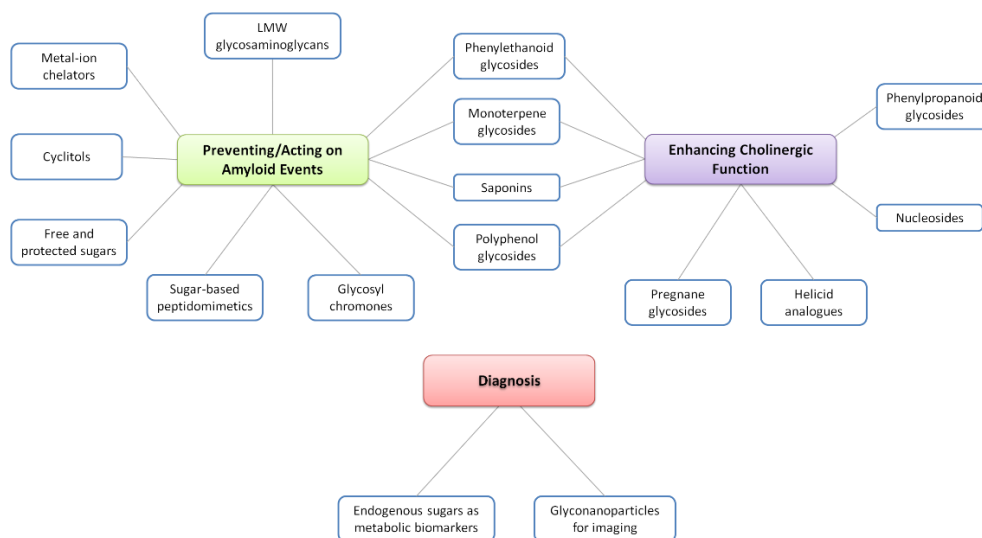 LMW
glycosaminoglycans
Metal-ion
chelators
Phenylethanoid
glycosides
Phenylpropanoid
glycosides
Monoterpene
glycosides
Cyclitols
Preventing/Acting on
Amyloid Events
Enhancing Cholinergic
Function
Saponins
Nucleosides
Free and
protected sugars
Polyphenol
glycosides
Sugar-based
peptidomimetics
Glycosyl
chromones
Pregnane
glycosides
Helicid
analogues
Diagnosis
Endogenous sugars as
metabolic biomarkers
Glyconanoparticles
for imaging